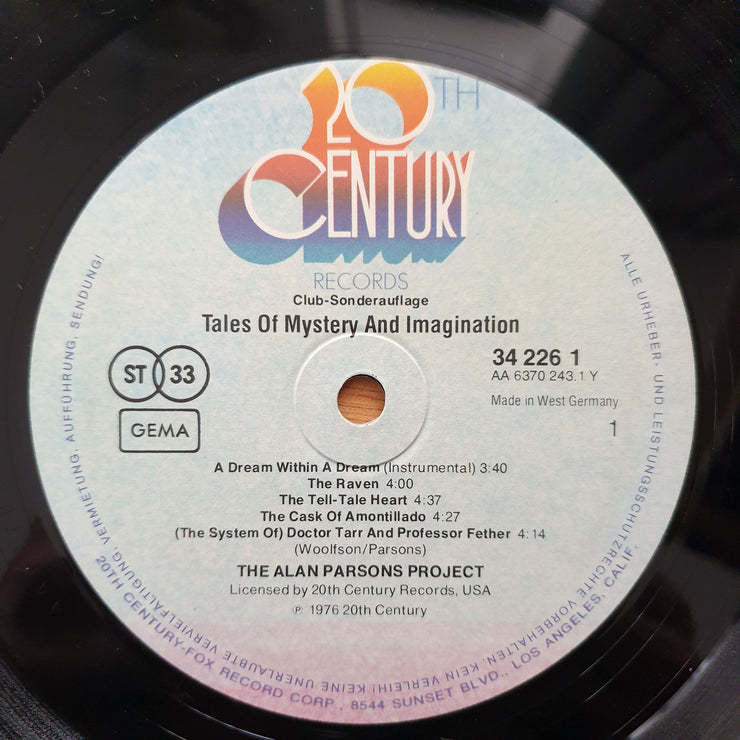 20TH
CENTURY
RECORDS
Club-Sonderauflage
Tales Of Mystery And Imagination
ST 33
GEMA
34 226 1
AA 6370 243.1 Y
Made in West Germany
1
A Dream Within A Dream (Instrumental) 3:40
The Raven 4:00
The Tell-Tale Heart 4:37
The Cask Of Amontillado 4:27
(The System Of) Doctor Tarr And Professor Fether 4:14
(Woolfson/Parsons)
THE ALAN PARSONS PROJECT
Licensed by 20th Century Records, USA
℗ 1976 20th Century
ALLE URHEBER- UND LEISTUNGSSCHUTZRECHTE VORBEHALTEN. KEIN VERLEIH! KEINE UNERLAUBTE VERVIELFÄLTIGUNG, VERMIETUNG, AUFFÜHRUNG, SENDUNG!
20TH CENTURY-FOX RECORD CORP., 8544 SUNSET BLVD., LOS ANGELES, CALIF.